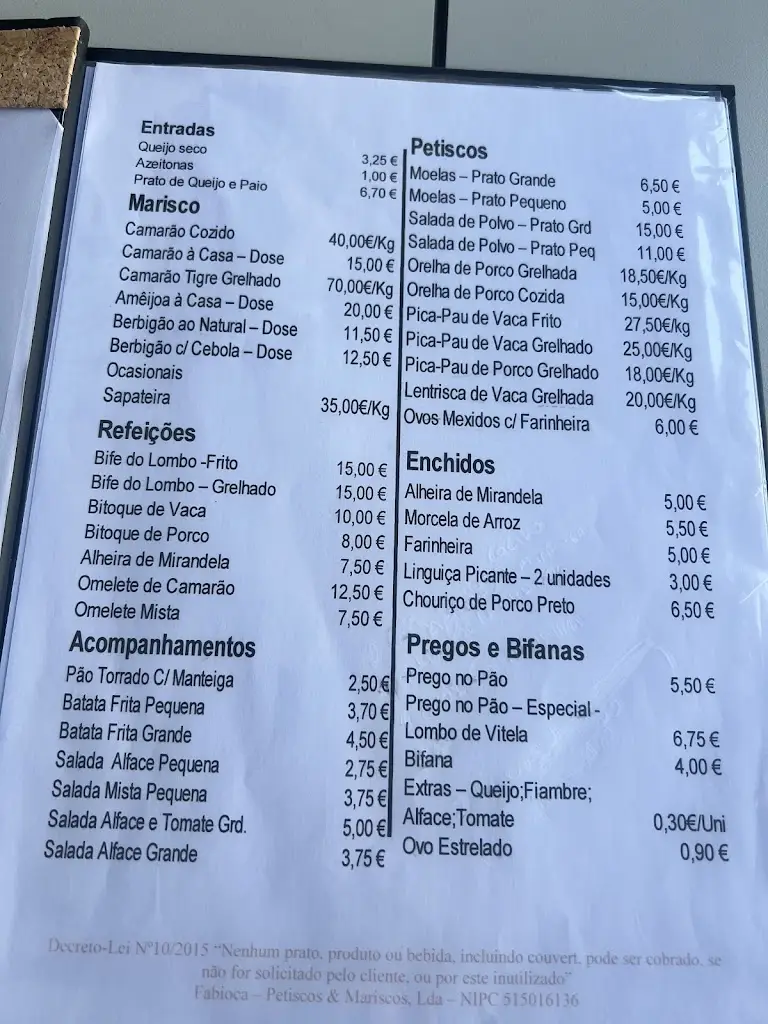 Entradas
Queijo seco 3,25 €
Azeitonas 1,00 €
Prato de Queijo e Paio 6,70 €
Marisco
Camarão Cozido 40,00€/Kg
Camarão à Casa – Dose 15,00 €
Camarão Tigre Grelhado 70,00€/Kg
Amêijoa à Casa – Dose 20,00 €
Berbigão ao Natural – Dose 11,50 €
Berbigão c/ Cebola – Dose 12,50 €
Ocasionais
Sapateira 35,00€/Kg
Refeições
Bife do Lombo -Frito 15,00 €
Bife do Lombo – Grelhado 15,00 €
Bitoque de Vaca 10,00 €
Bitoque de Porco 8,00 €
Alheira de Mirandela 7,50 €
Omelete de Camarão 12,50 €
Omelete Mista 7,50 €
Acompanhamentos
Pão Torrado C/ Manteiga 2,50€
Batata Frita Pequena 3,70 €
Batata Frita Grande 4,50 €
Salada Alface Pequena 2,75 €
Salada Mista Pequena 3,75 €
Salada Alface e Tomate Grd. 5,00 €
Salada Alface Grande 3,75 €
Petiscos
Moelas – Prato Grande 6,50 €
Moelas – Prato Pequeno 5,00 €
Salada de Polvo – Prato Grd 15,00 €
Salada de Polvo – Prato Peq 11,00 €
Orelha de Porco Grelhada 18,50€/Kg
Orelha de Porco Cozida 15,00€/Kg
Pica-Pau de Vaca Frito 27,50€/kg
Pica-Pau de Vaca Grelhado 25,00€/Kg
Pica-Pau de Porco Grelhado 18,00€/Kg
Lentrisca de Vaca Grelhada 20,00€/Kg
Ovos Mexidos c/ Farinheira 6,00 €
Enchidos
Alheira de Mirandela 5,00 €
Morcela de Arroz 5,50 €
Farinheira 5,00 €
Linguiça Picante – 2 unidades 3,00 €
Chouriço de Porco Preto 6,50 €
Pregos e Bifanas
Prego no Pão 5,50 €
Prego no Pão – Especial -
Lombo de Vitela 6,75 €
Bifana 4,00 €
Extras – Queijo;Fiambre;
Alface;Tomate 0,30€/Uni
Ovo Estrelado 0,90 €
Decreto-Lei Nº10/2015 “Nenhum prato, produto ou bebida, incluindo couvert, pode ser cobrado, se
não for solicitado pelo cliente, ou por este inutilizado”
Fabioca – Petiscos & Mariscos, Lda – NIPC 515016136